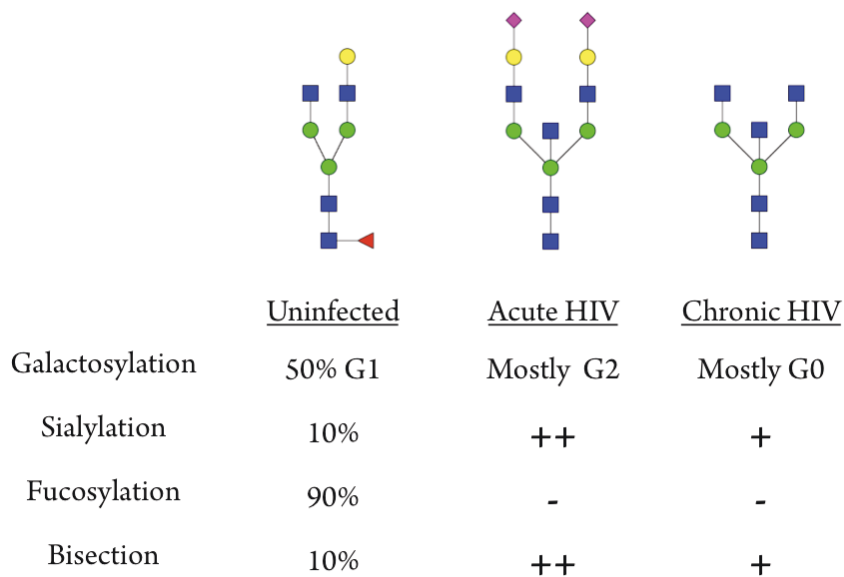 Uninfected Acute HIV Chronic HIV
Galactosylation 50% G1 Mostly G2 Mostly G0
Sialylation 10% ++ +
Fucosylation 90% - -
Bisection 10% ++ +